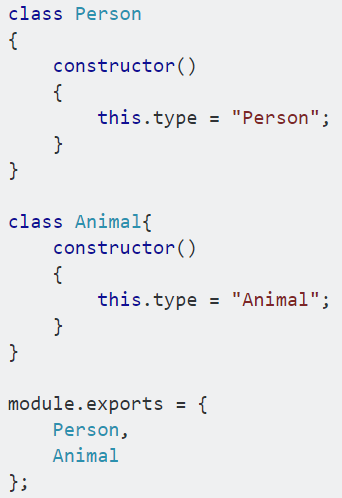 class Person
{
    constructor()
    {
        this.type = "Person";
    }
}

class Animal{
    constructor()
    {
        this.type = "Animal";
    }
}

module.exports = {
    Person,
    Animal
};